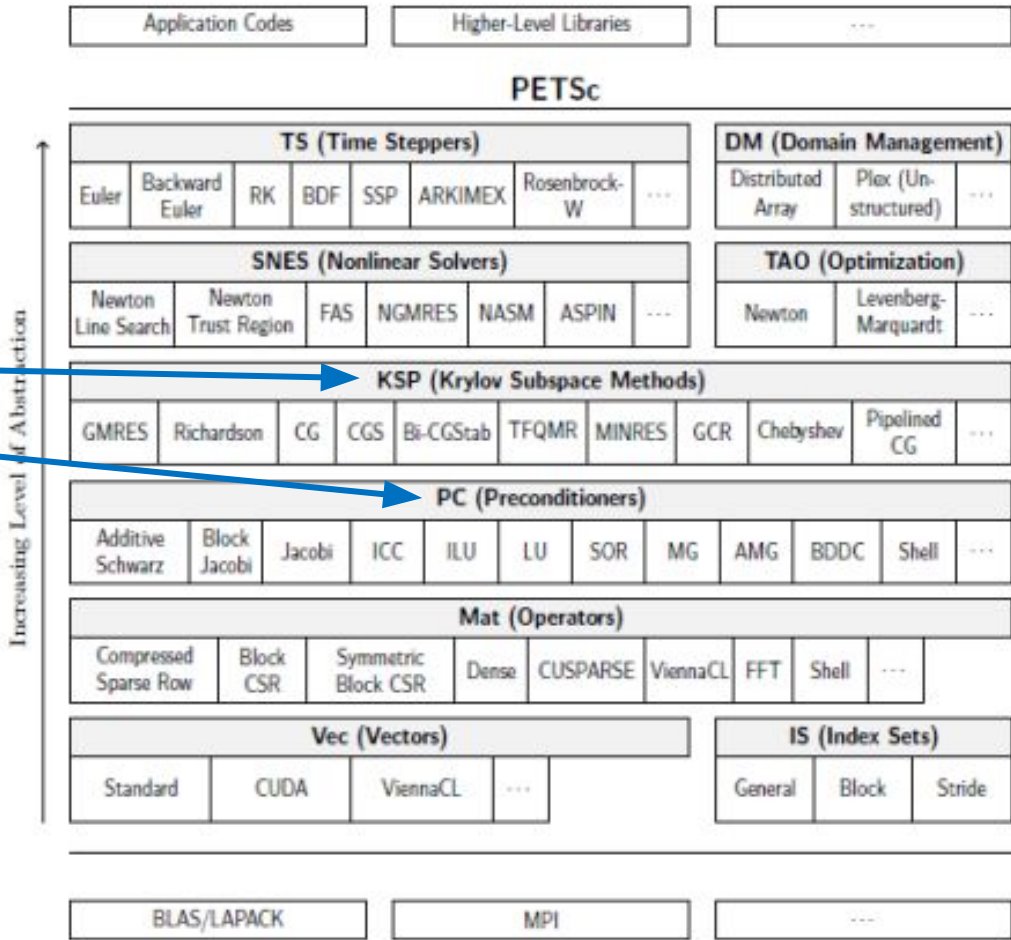 Application Codes
Higher-Level Libraries
...
PETSc
Increasing Level of Abstraction
TS (Time Steppers)
Euler
Backward
Euler
RK
BDF
SSP
ARKIMEX
Rosenbrock-
W
...
DM (Domain Management)
Distributed
Array
Plex (Un-
structured)
...
SNES (Nonlinear Solvers)
Newton
Line Search
Newton
Trust Region
FAS
NGMRES
NASM
ASPIN
...
TAO (Optimization)
Newton
Levenberg-
Marquardt
...
KSP (Krylov Subspace Methods)
GMRES
Richardson
CG
CGS
Bi-CGStab
TFQMR
MINRES
GCR
Chebyshev
Pipelined
CG
...
PC (Preconditioners)
Additive
Schwarz
Block
Jacobi
Jacobi
ICC
ILU
LU
SOR
MG
AMG
BDDC
Shell
...
Mat (Operators)
Compressed
Sparse Row
Block
CSR
Symmetric
Block CSR
Dense
CUSPARSE
ViennaCL
FFT
Shell
...
Vec (Vectors)
Standard
CUDA
ViennaCL
...
IS (Index Sets)
General
Block
Stride
BLAS/LAPACK
MPI
...